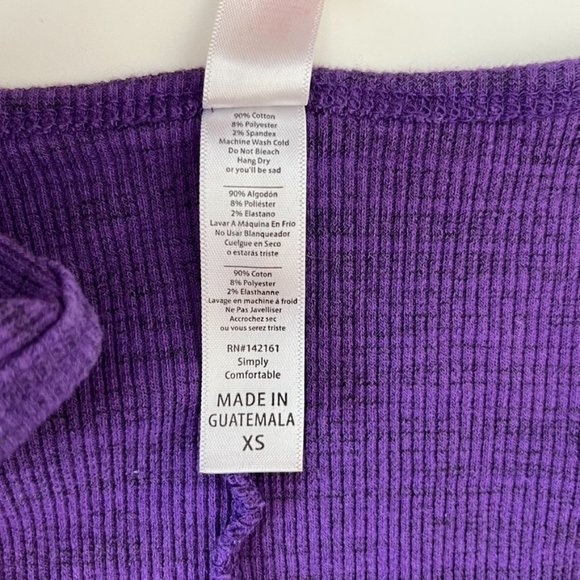 90% Cotton
8% Polyester
2% Spandex
Machine Wash Cold
Do Not Bleach
Hang Dry
or you'll be sad
90% Algodón
8% Poliéster
2% Elastano
Lavar A Máquina En Frío
No Usar Blanqueador
Cuelgue en Seco
o estarás triste
90% Coton
8% Polyester
2% Elasthanne
Lavage en machine à froid
Ne Pas Javelliser
Accrochez sec
ou vous serez triste
RN#142161
Simply
Comfortable
MADE IN
GUATEMALA
XS